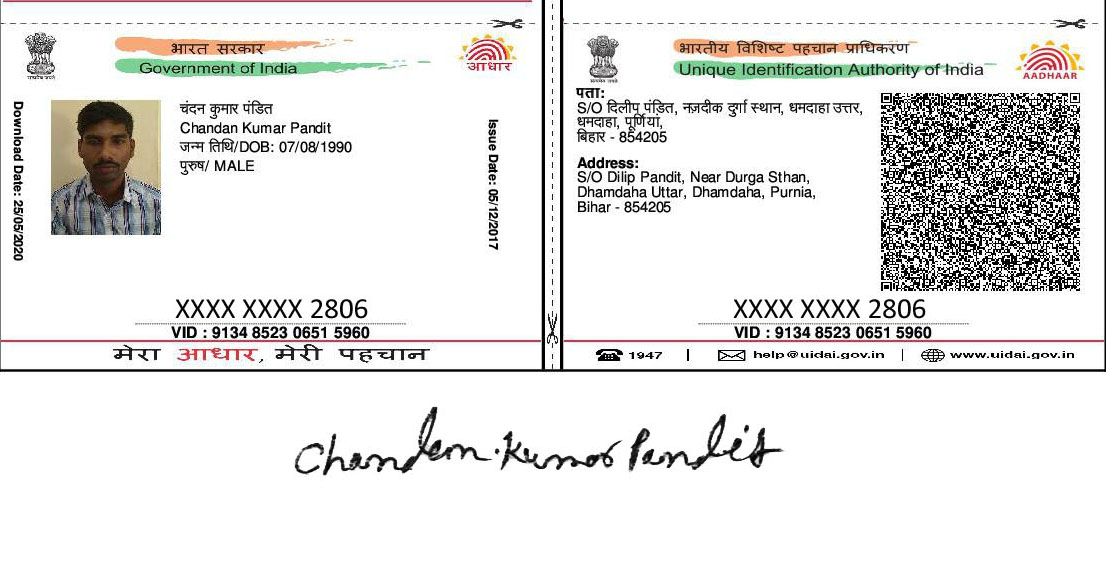 भारत सरकार
Government of India
आधार
Download Date: 25/05/2020
चंदन कुमार पंडित
Chandan Kumar Pandit
जन्म तिथि/DOB: 07/08/1990
पुरुष/ MALE
Issue Date: 05/12/2017
XXXX XXXX 2806
VID : 9134 8523 0651 5960
मेरा आधार, मेरी पहचान
भारतीय विशिष्ट पहचान प्राधिकरण
Unique Identification Authority of India
AADHAAR
पता:
S/O दिलीप पंडित, नज़दीक दुर्गा स्थान, धमदाहा उत्तर,
धमदाहा, पूर्णिया,
बिहार - 854205
Address:
S/O Dilip Pandit, Near Durga Sthan,
Dhamdaha Uttar, Dhamdaha, Purnia,
Bihar - 854205
XXXX XXXX 2806
VID : 9134 8523 0651 5960
1947 | help@uidai.gov.in | www.uidai.gov.in
Chandan. Kumar Pandit